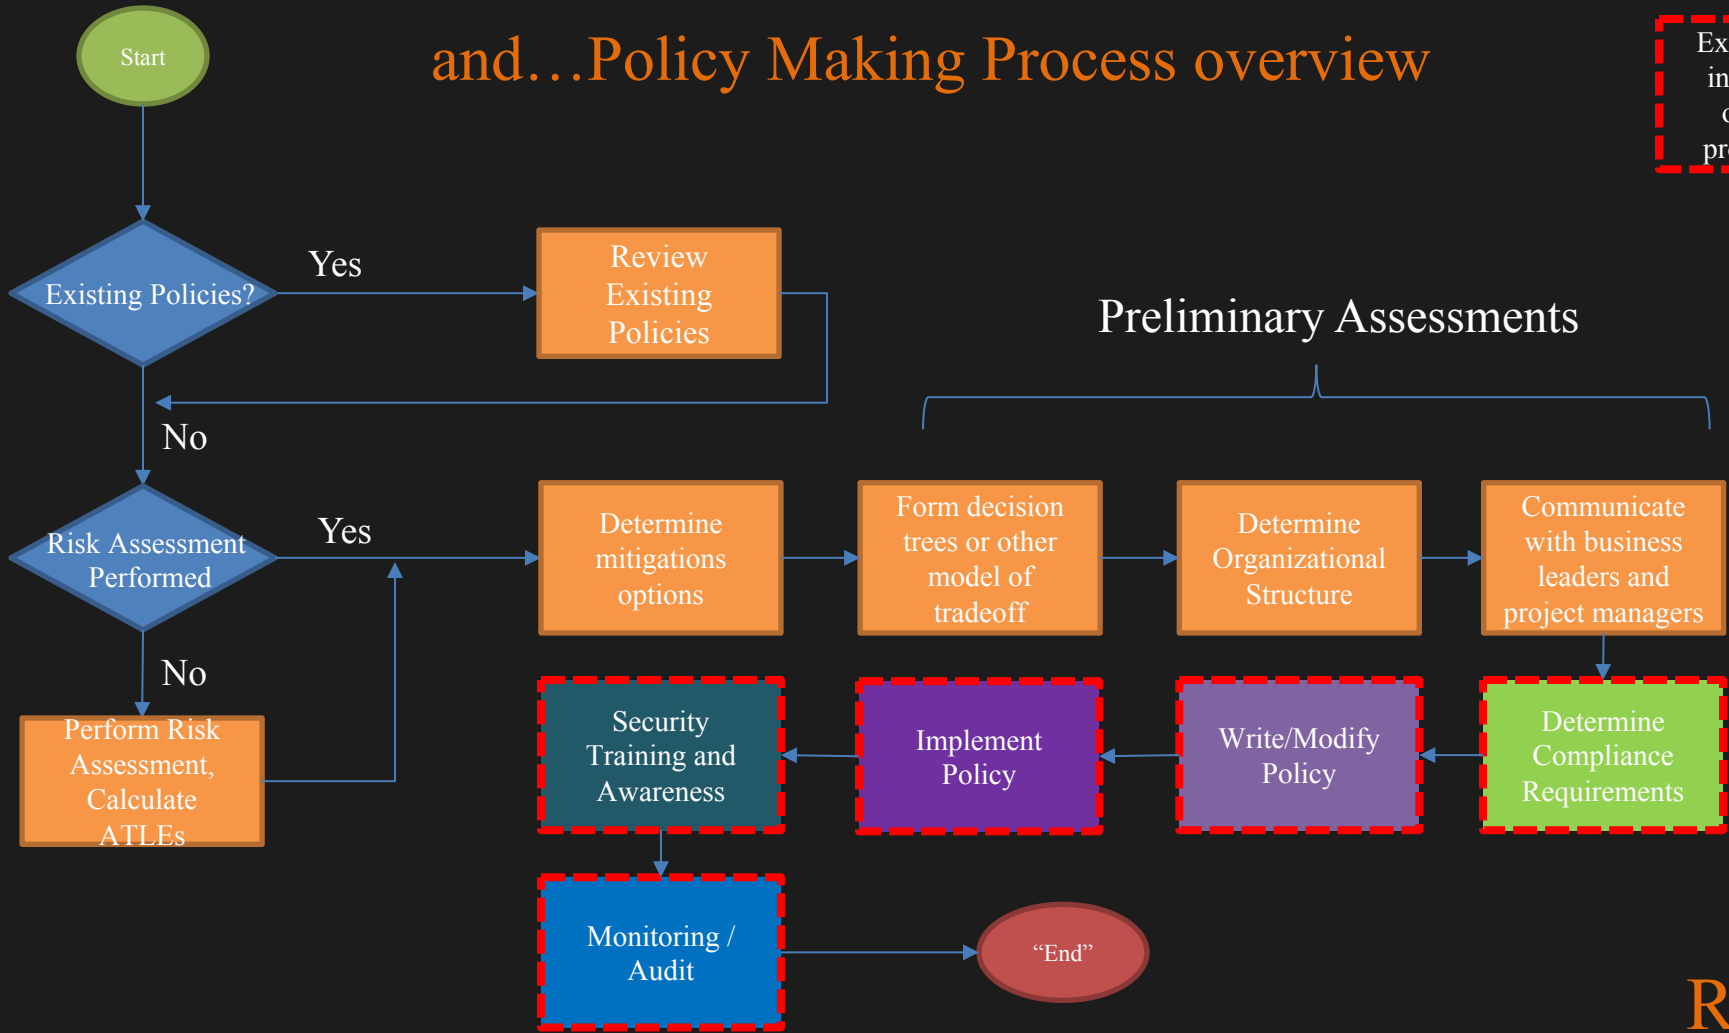 Start
and…Policy Making Process overview
Existing Policies?
Yes
Review
Existing
Policies
Preliminary Assessments
No
Risk Assessment
Performed
Yes
Determine
mitigations
options
Form decision
trees or other
model of
tradeoff
Determine
Organizational
Structure
Communicate
with business
leaders and
project managers
No
Perform Risk
Assessment,
Calculate
ATLEs
Security
Training and
Awareness
Implement
Policy
Write/Modify
Policy
Determine
Compliance
Requirements
Monitoring /
Audit
“End”